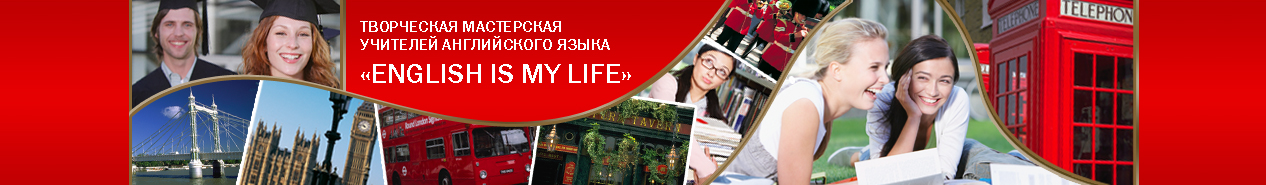 ТВОРЧЕСКАЯ МАСТЕРСКАЯ
УЧИТЕЛЕЙ АНГЛИЙСКОГО ЯЗЫКА
«ENGLISH IS MY LIFE»
TELEPHONE
TELEPHONE